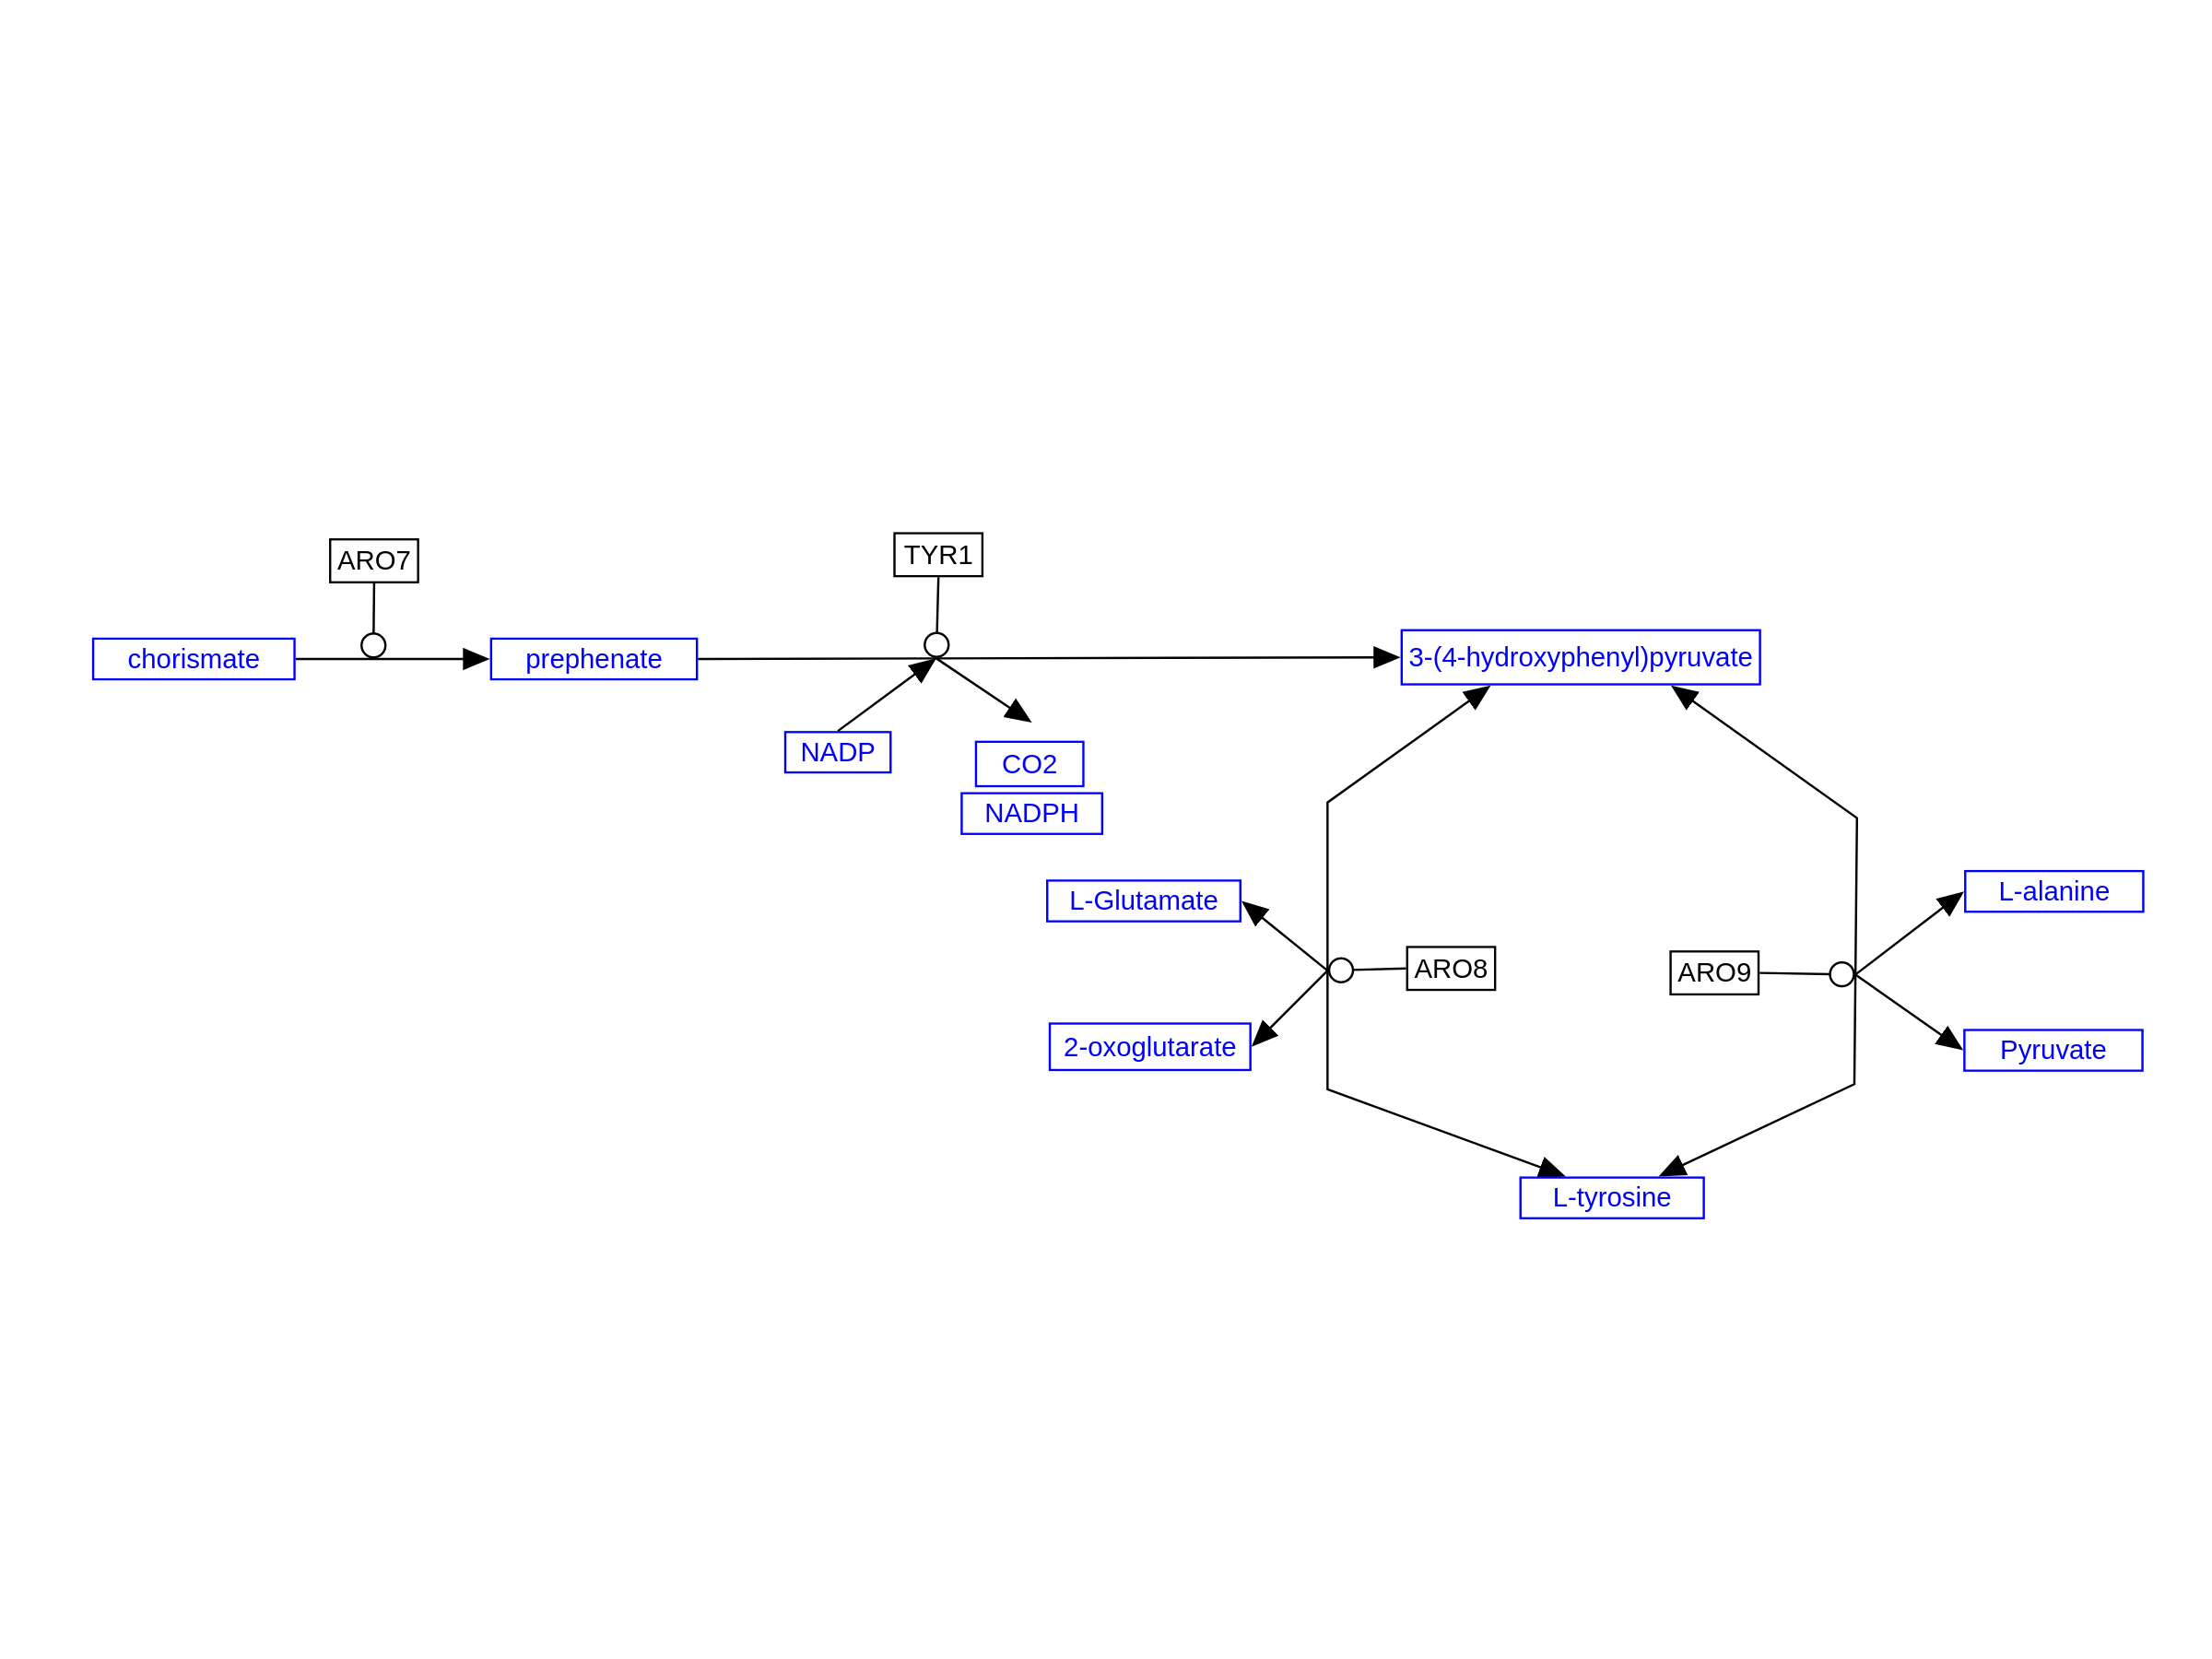 ARO7
TYR1
chorismate
prephenate
3-(4-hydroxyphenyl)pyruvate
NADP
CO2
NADPH
L-Glutamate
L-alanine
ARO8
ARO9
2-oxoglutarate
Pyruvate
L-tyrosine